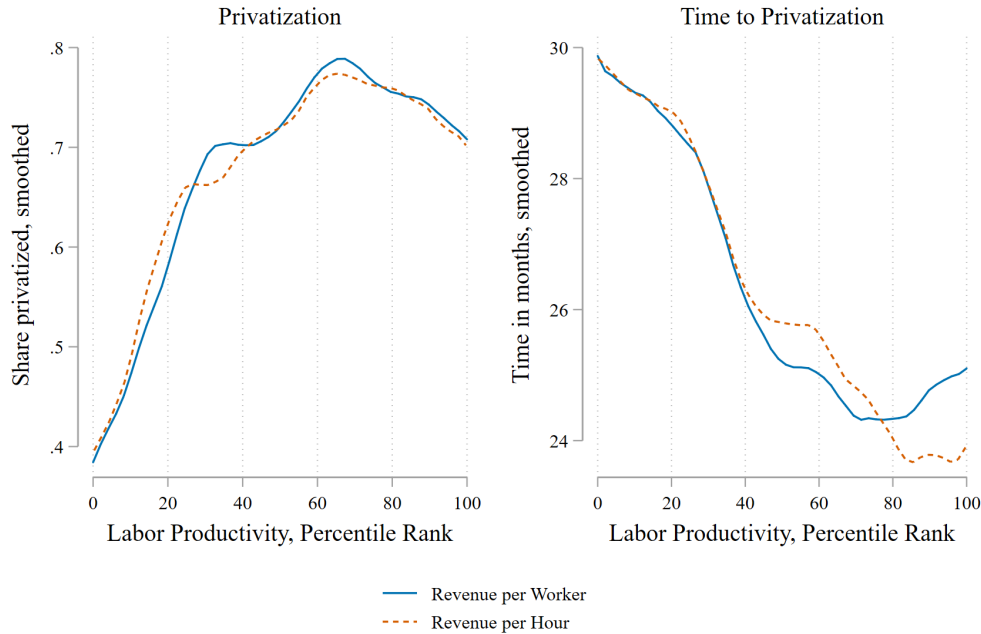 Privatization
Share privatized, smoothed
.8
.7
.6
.5
.4
0 20 40 60 80 100
Labor Productivity, Percentile Rank
Time to Privatization
Time in months, smoothed
30
28
26
24
0 20 40 60 80 100
Labor Productivity, Percentile Rank
Revenue per Worker
Revenue per Hour